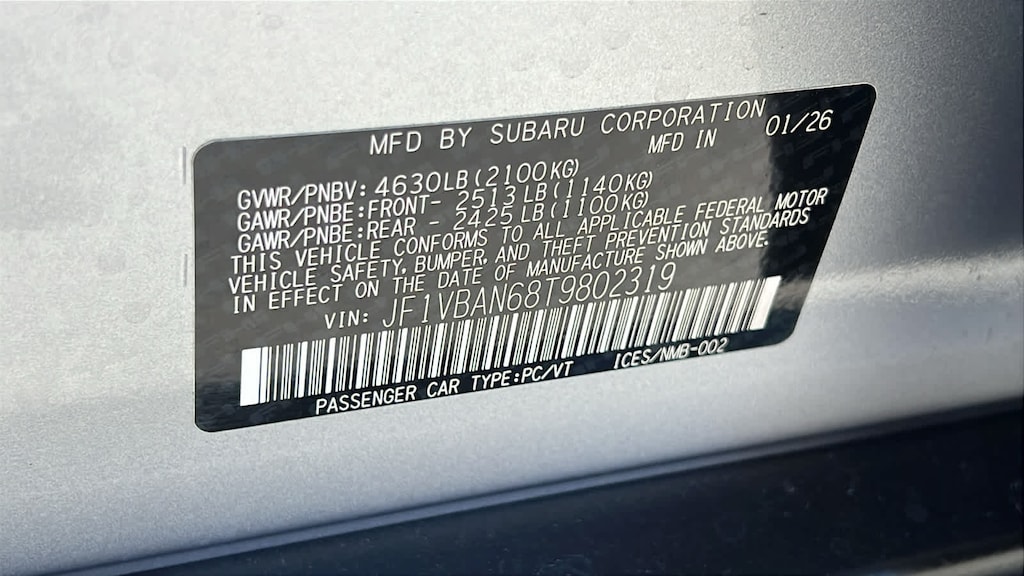 MFD BY SUBARU CORPORATION
MFD IN 01/26
GVWR/PNBV: 4630LB(2100KG)
GAWR/PNBE:FRONT- 2513LB(1140KG)
GAWR/PNBE:REAR - 2425LB(1100KG)
THIS VEHICLE CONFORMS TO ALL APPLICABLE FEDERAL MOTOR
VEHICLE SAFETY, BUMPER, AND THEFT PREVENTION STANDARDS
IN EFFECT ON THE DATE OF MANUFACTURE SHOWN ABOVE.
VIN: JF1VBAN68T9802319
PASSENGER CAR TYPE:PC/VT ICES/NMB-002